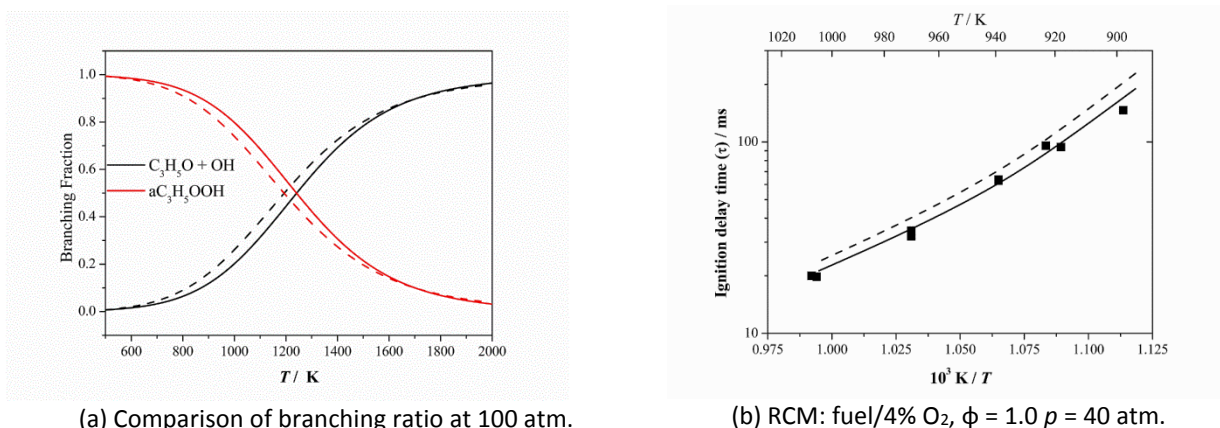 1.0
0.8
0.6
0.4
0.2
0.0
Branching Fraction
C₃H₅O + OH
aC₃H₅OOH
600 800 1000 1200 1400 1600 1800 2000
T / K
(a) Comparison of branching ratio at 100 atm.
T / K
1020 1000 980 960 940 920 900
100
10
Ignition delay time (τ) / ms
0.975 1.000 1.025 1.050 1.075 1.100 1.125
10³ K / T
(b) RCM: fuel/4% O₂, ϕ = 1.0 p = 40 atm.